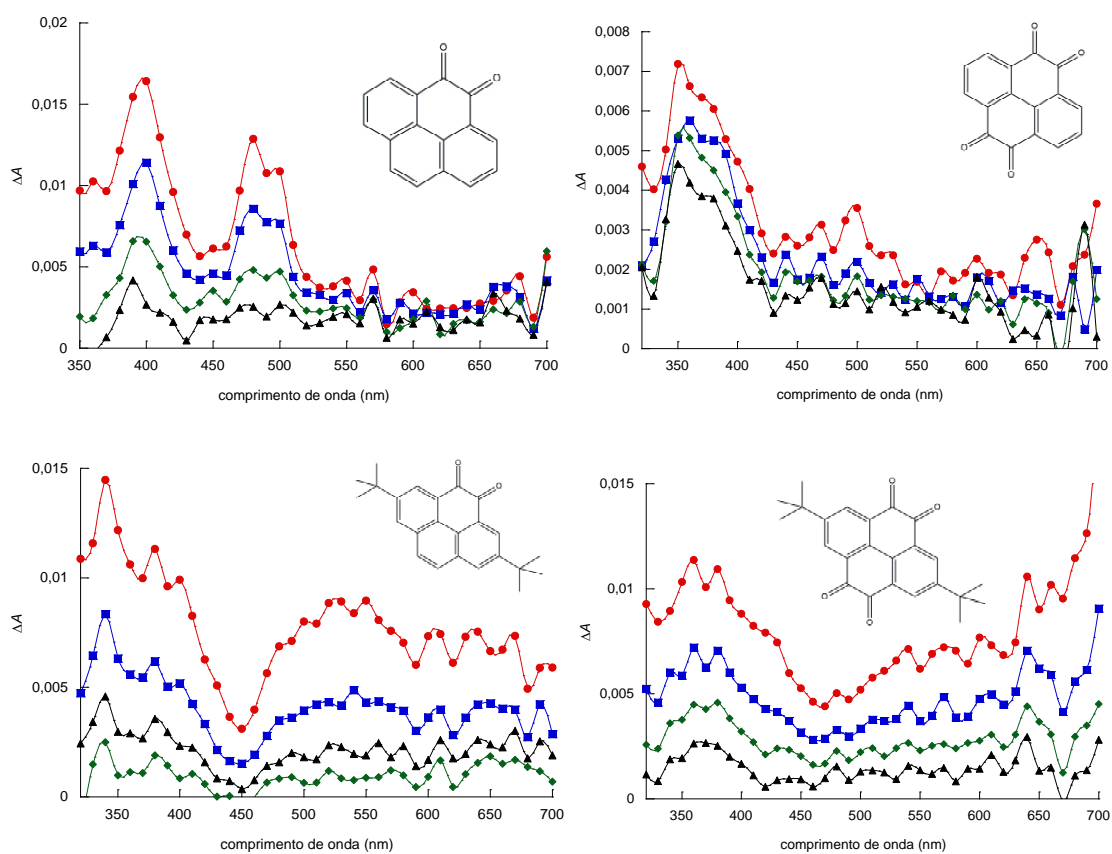 0,02
0,015
0,01
0,005
0
ΔA
350 400 450 500 550 600 650 700
comprimento de onda (nm)
O
O
0,008
0,007
0,006
0,005
0,004
0,003
0,002
0,001
0
ΔA
350 400 450 500 550 600 650 700
comprimento de onda (nm)
O
O
O
O
0,015
0,01
0,005
0
ΔA
350 400 450 500 550 600 650 700
comprimento de onda (nm)
O
O
0,015
0,01
0,005
0
ΔA
350 400 450 500 550 600 650 700
comprimento de onda (nm)
O
O
O
O